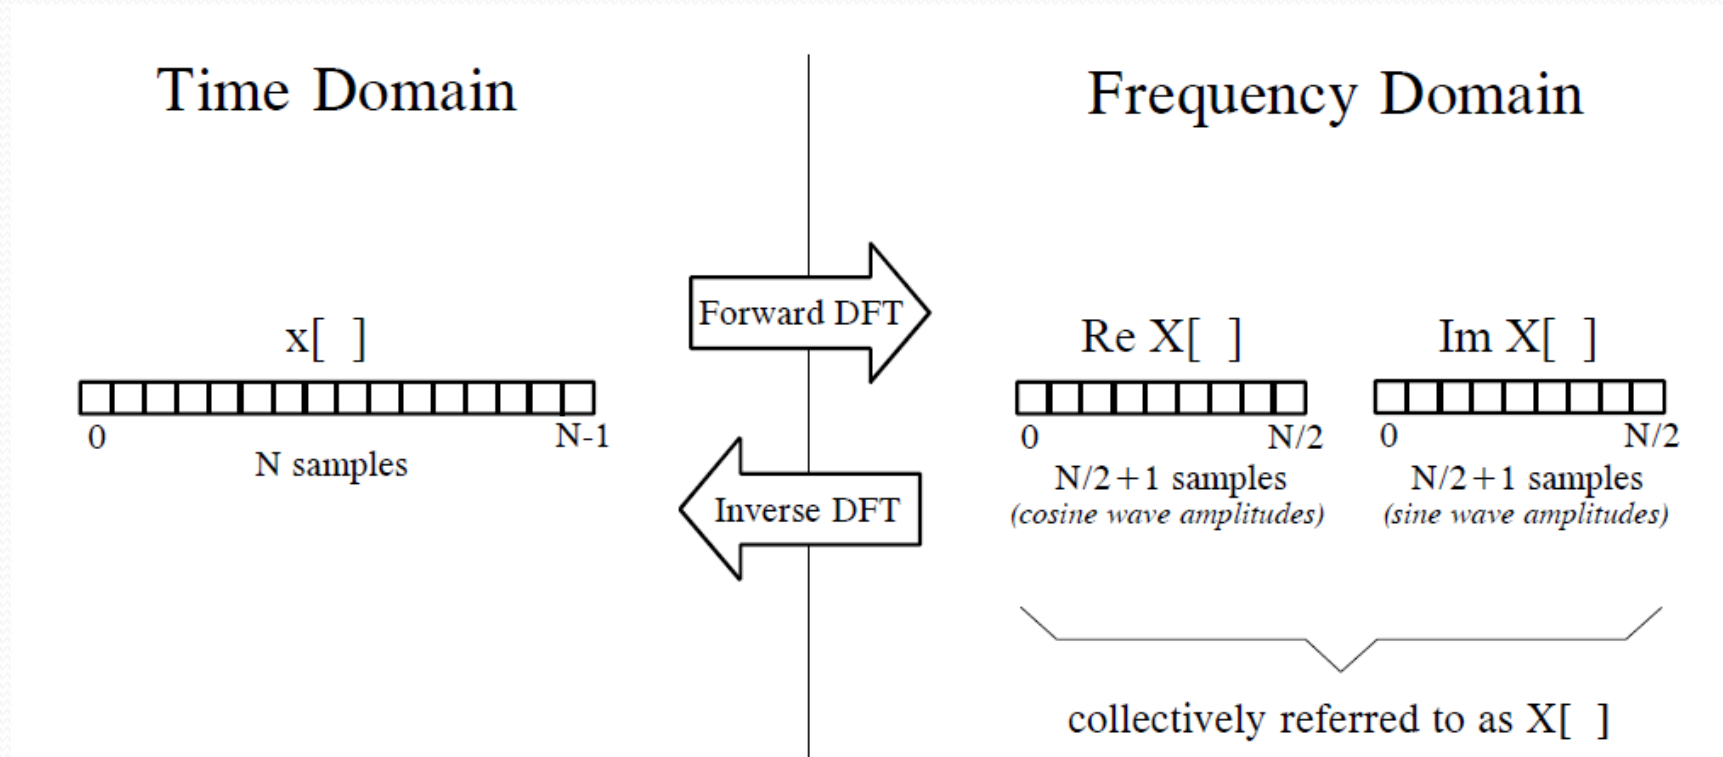 Time Domain
Frequency Domain
Forward DFT
x[ ]
Re X[ ]
Im X[ ]
0
N-1
N samples
0
N/2
N/2+1 samples
(cosine wave amplitudes)
0
N/2
N/2+1 samples
(sine wave amplitudes)
Inverse DFT
collectively referred to as X[ ]